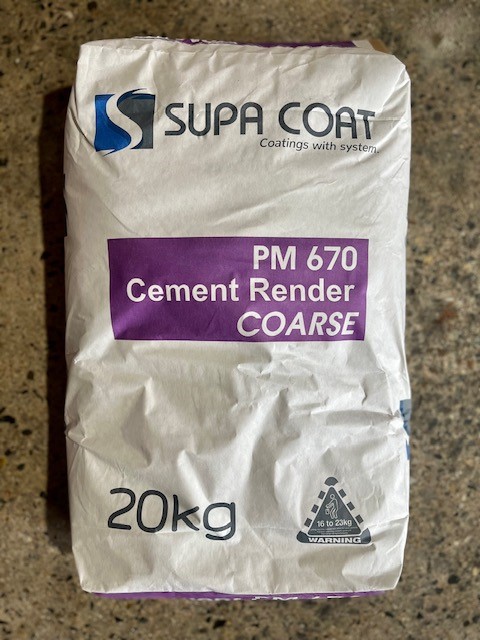 SUPA COAT
Coatings with system.
PM 670
Cement Render
COARSE
20kg
16 to 23kg
WARNING